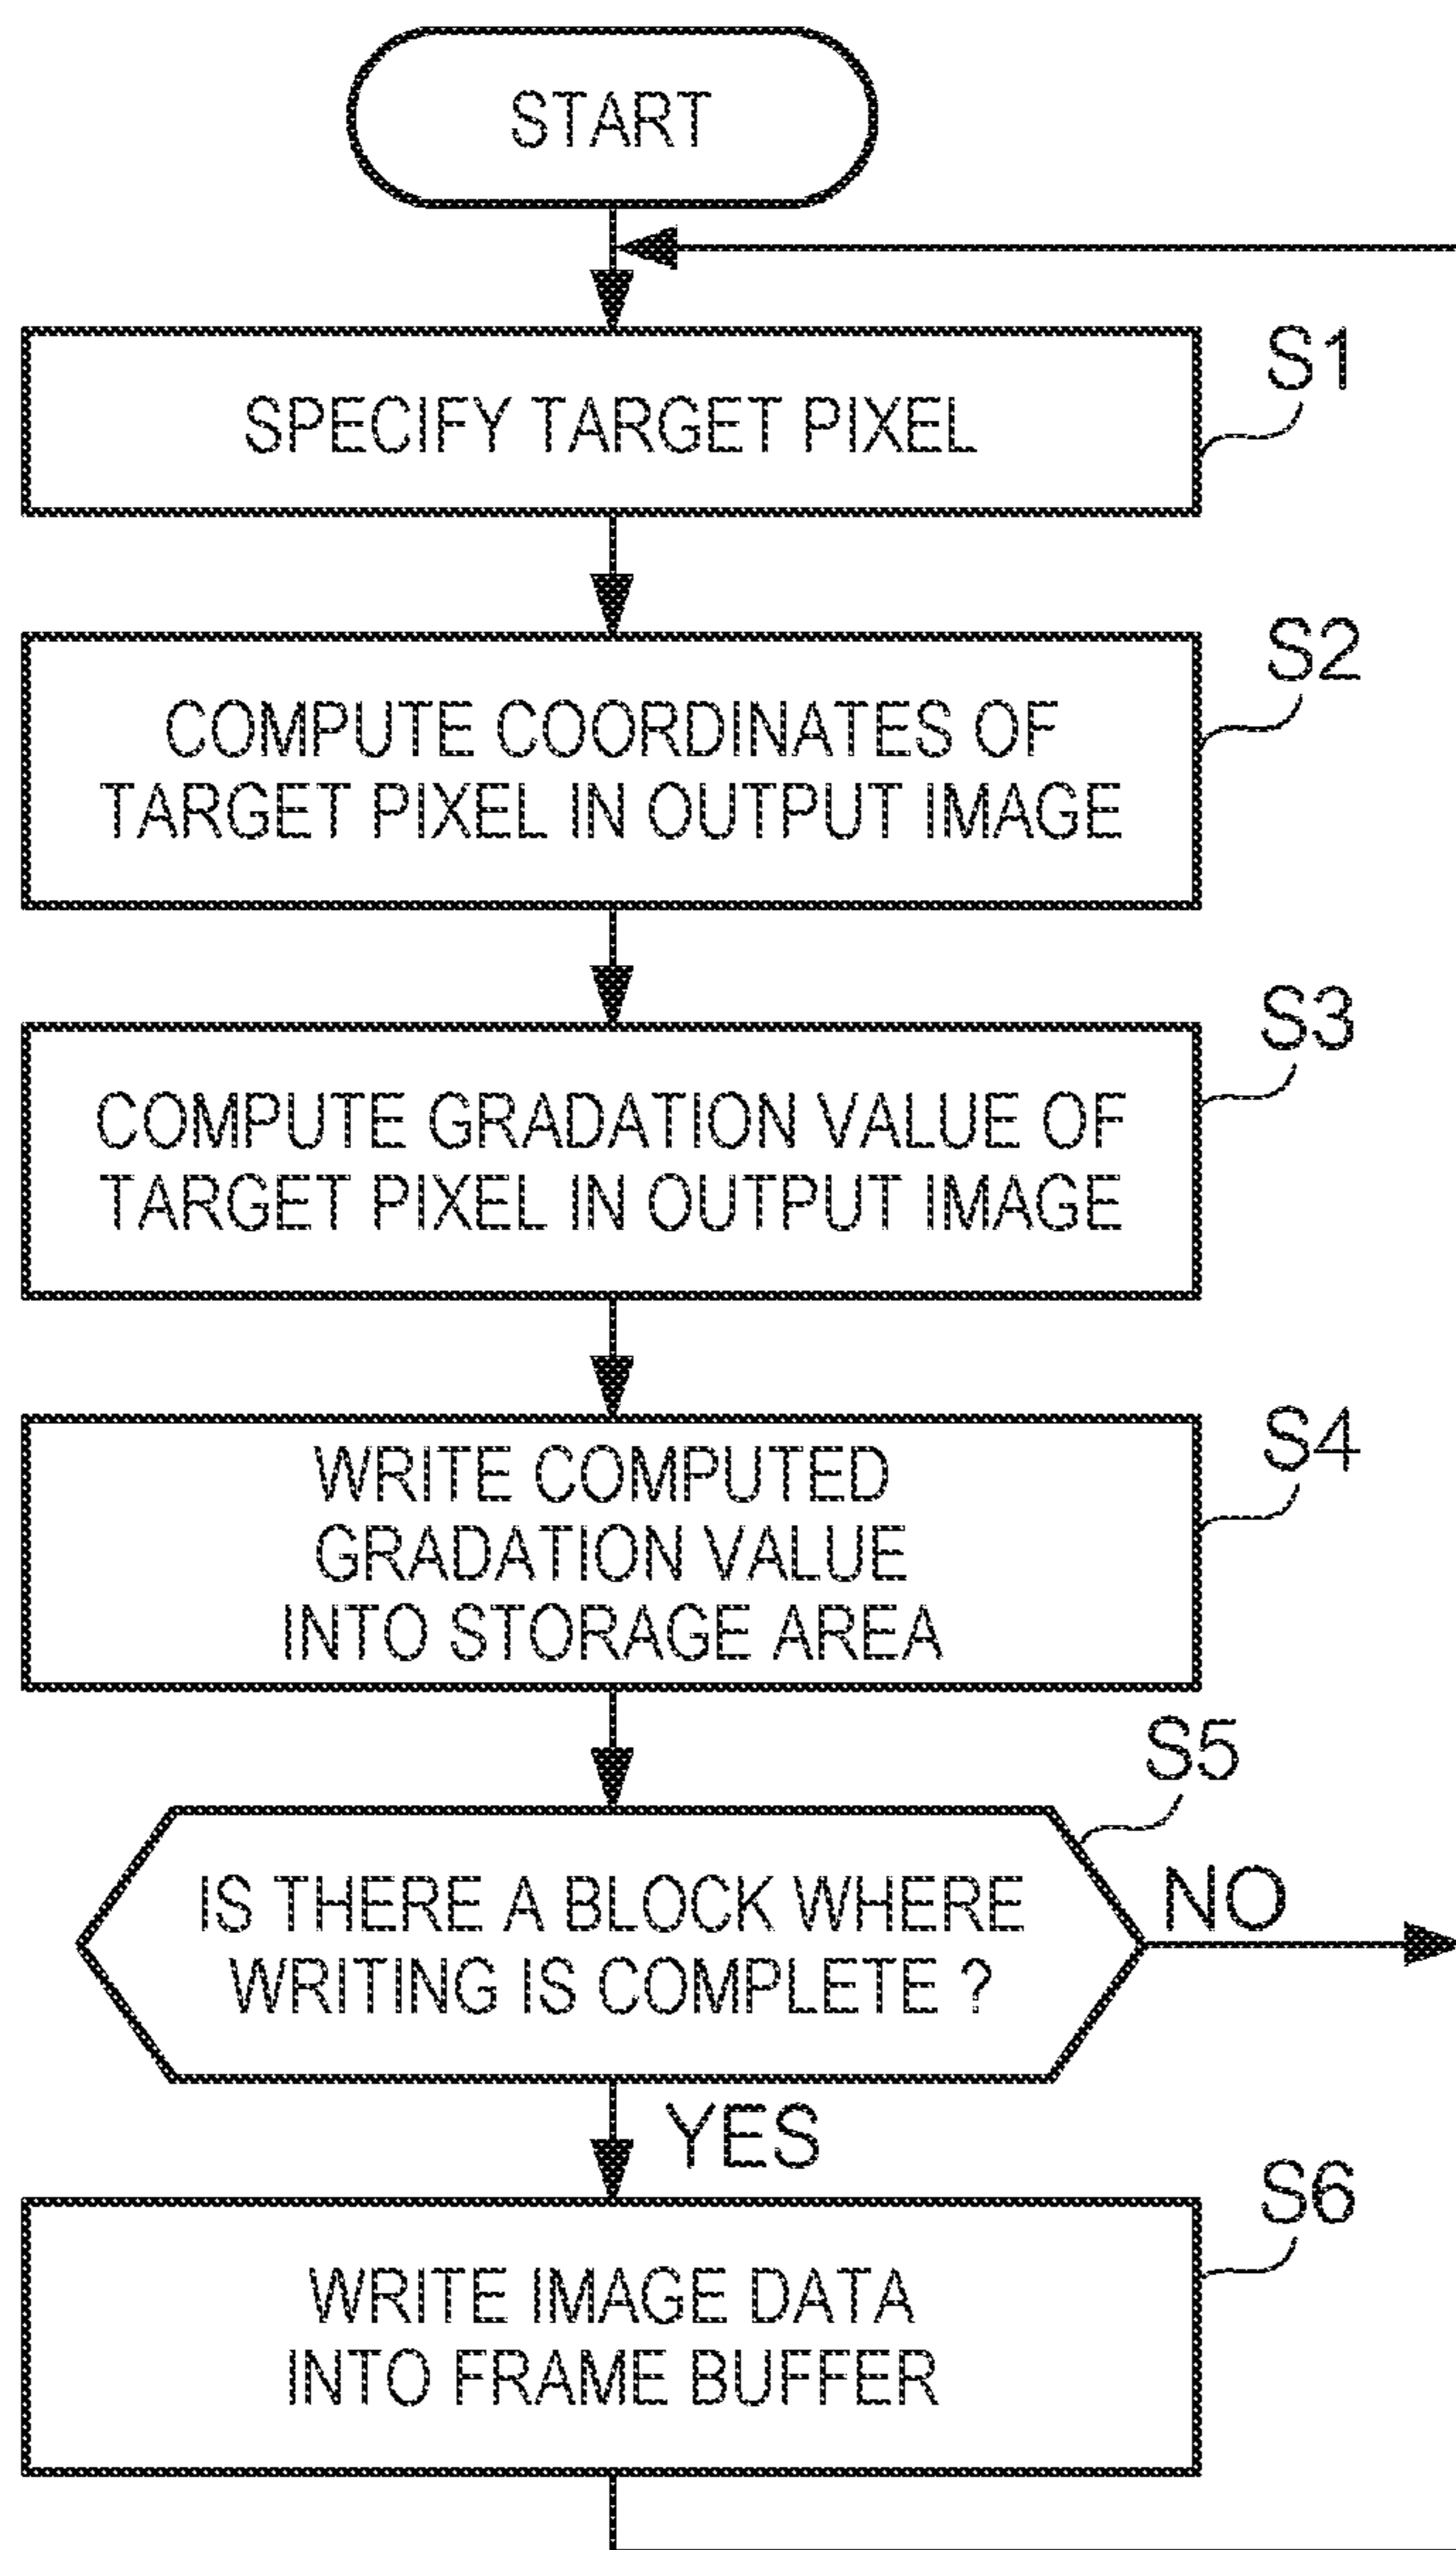 START
S1
SPECIFY TARGET PIXEL
S2
COMPUTE COORDINATES OF
TARGET PIXEL IN OUTPUT IMAGE
S3
COMPUTE GRADATION VALUE OF
TARGET PIXEL IN OUTPUT IMAGE
S4
WRITE COMPUTED
GRADATION VALUE
INTO STORAGE AREA
S5
IS THERE A BLOCK WHERE
WRITING IS COMPLETE ?
NO
YES
S6
WRITE IMAGE DATA
INTO FRAME BUFFER